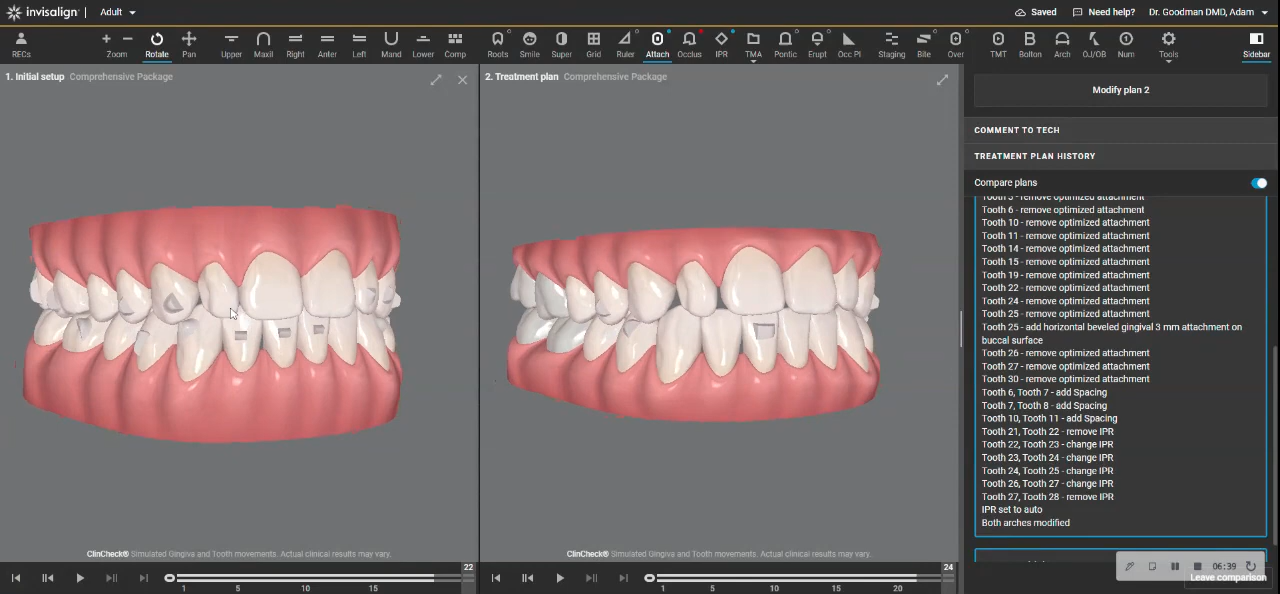 invisalign Adult Saved Need help? Dr. Goodman DMD, Adam
RECs Zoom Rotate Pan Upper Maxil Right Anter Left Mand Lower Comp Roots Smile Super Grid Ruler Attach Occlus IPR TMA Pontic Erupt Occ Pl Staging Bite Over TMT Bolton Arch OJ/OB Num Tools Sidebar
1. Initial setup Comprehensive Package
2. Treatment plan Comprehensive Package
Modify plan 2
COMMENT TO TECH
TREATMENT PLAN HISTORY
Compare plans
Tooth 6 - remove optimized attachment
Tooth 10 - remove optimized attachment
Tooth 11 - remove optimized attachment
Tooth 14 - remove optimized attachment
Tooth 15 - remove optimized attachment
Tooth 19 - remove optimized attachment
Tooth 22 - remove optimized attachment
Tooth 24 - remove optimized attachment
Tooth 25 - remove optimized attachment
Tooth 25 - add horizontal beveled gingival 3 mm attachment on
buccal surface
Tooth 26 - remove optimized attachment
Tooth 27 - remove optimized attachment
Tooth 30 - remove optimized attachment
Tooth 6, Tooth 7 - add Spacing
Tooth 7, Tooth 8 - add Spacing
Tooth 10, Tooth 11 - add Spacing
Tooth 21, Tooth 22 - remove IPR
Tooth 22, Tooth 23 - change IPR
Tooth 23, Tooth 24 - change IPR
Tooth 24, Tooth 25 - change IPR
Tooth 26, Tooth 27 - change IPR
Tooth 27, Tooth 28 - remove IPR
IPR set to auto
Both arches modified
ClinCheck® Simulated Gingiva and Tooth movements. Actual clinical results may vary.
ClinCheck® Simulated Gingiva and Tooth movements. Actual clinical results may vary.
22
1 5 10 15
24
1 5 10 15 20
06:39
Leave comparison